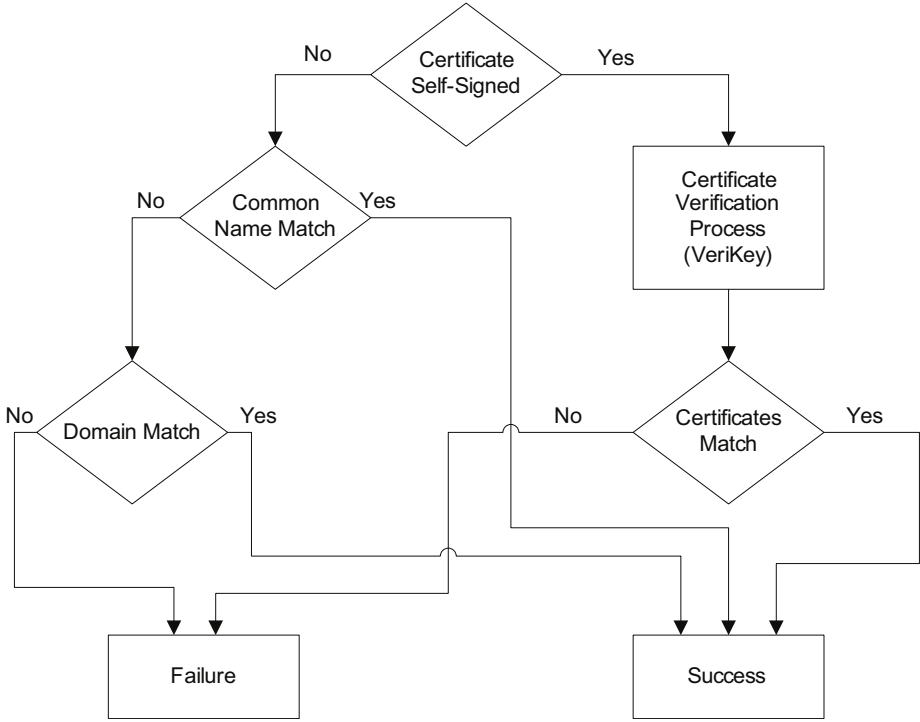 No
Certificate
Self-Signed
Yes
No
Common
Name Match
Yes
Certificate
Verification
Process
(VeriKey)
No
Domain Match
Yes
No
Certificates
Match
Yes
Failure
Success